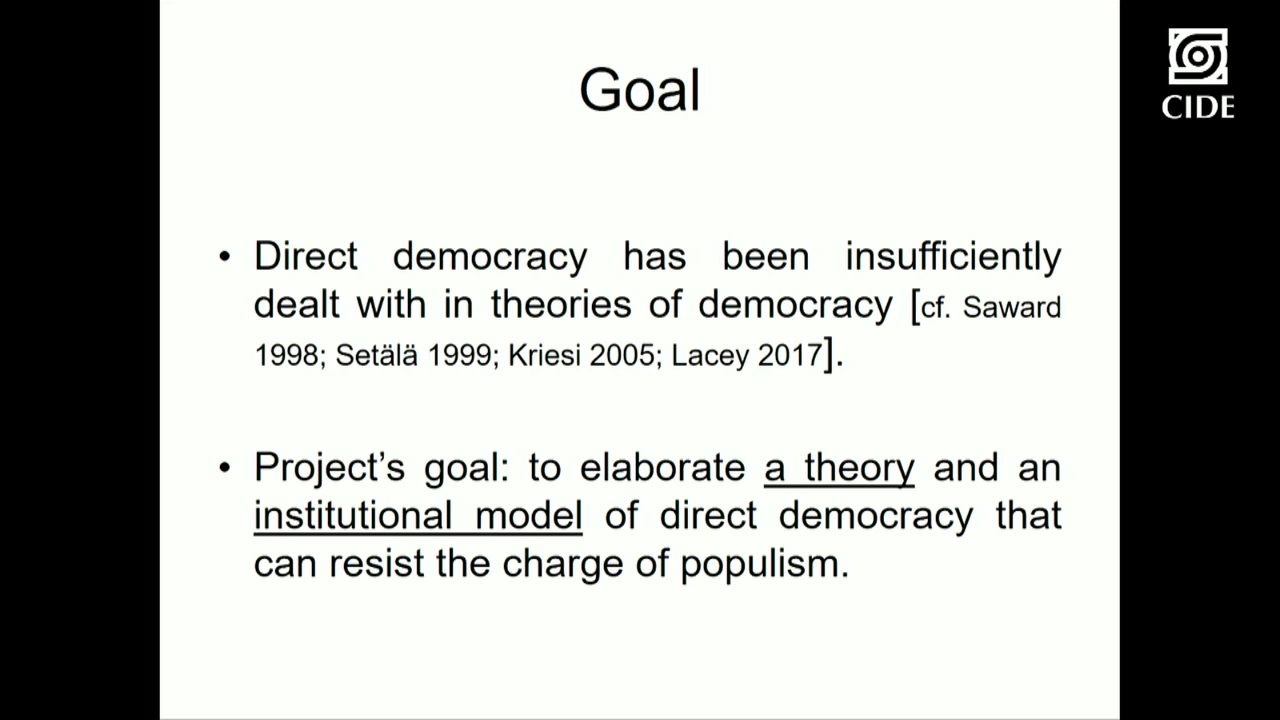 Goal
CIDE
• Direct democracy has been insufficiently
dealt with in theories of democracy [cf. Saward
1998; Setälä 1999; Kriesi 2005; Lacey 2017].
• Project’s goal: to elaborate a theory and an
institutional model of direct democracy that
can resist the charge of populism.